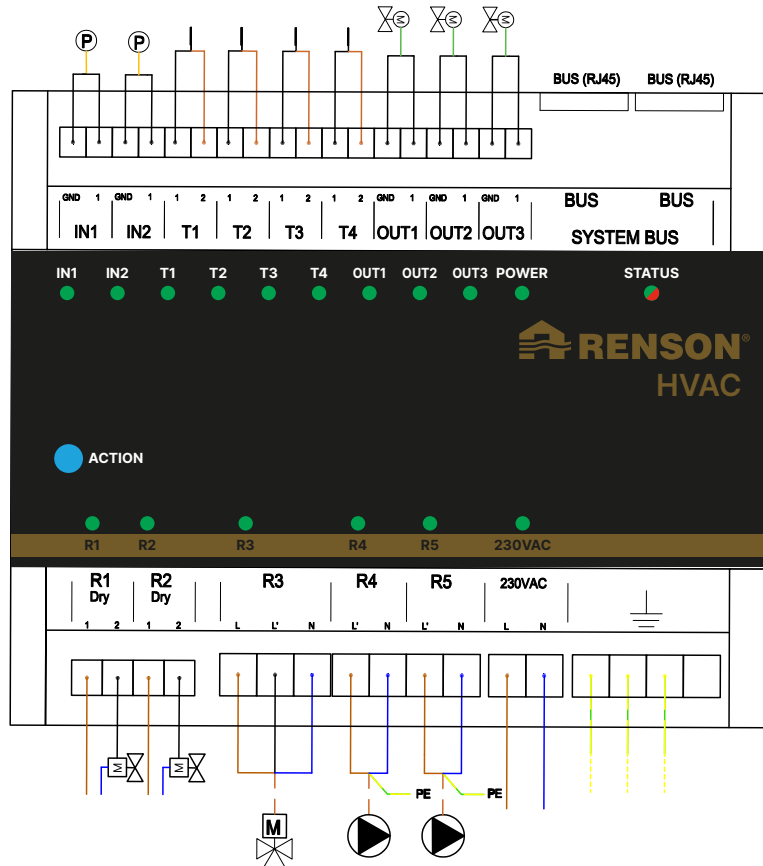 M M M
P P
BUS (RJ45) BUS (RJ45)
GND 1 GND 1 1 2 1 2 1 2 1 2 GND 1 GND 1 GND 1
IN1 IN2 T1 T2 T3 T4 OUT1 OUT2 OUT3
BUS BUS
SYSTEM BUS
IN1 IN2 T1 T2 T3 T4 OUT1 OUT2 OUT3 POWER STATUS
RENSON®
HVAC
ACTION
R1 R2 R3 R4 R5 230VAC
R1 R2 R3 R4 R5 230VAC
Dry Dry
1 2 1 2 L L' N L' N L' N L N
M M
PE PE
M